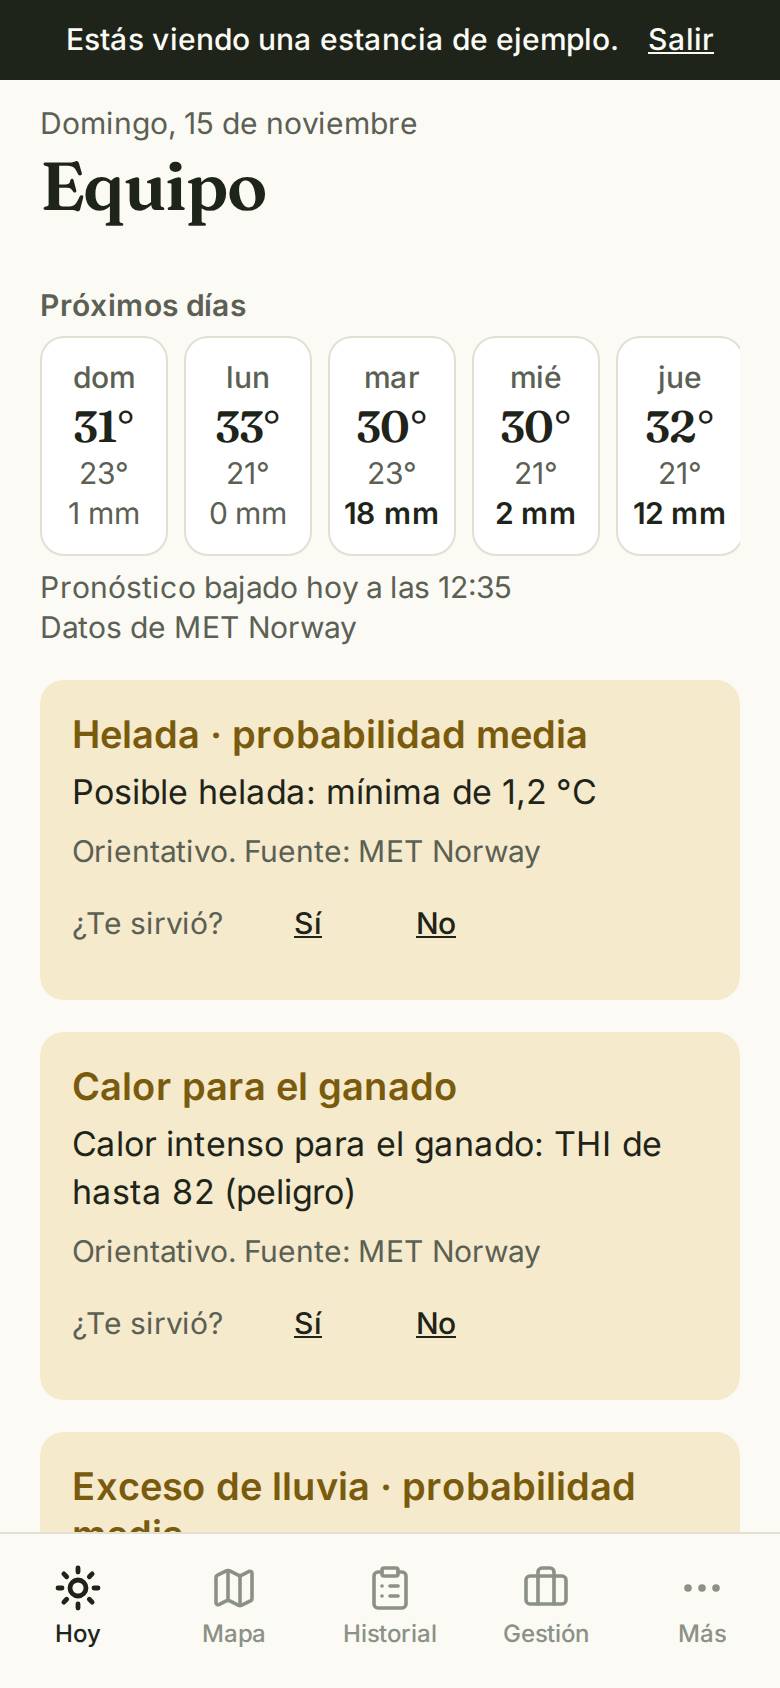 Estás viendo una estancia de ejemplo. Salir
Domingo, 15 de noviembre
Equipo
Próximos días
dom lun mar mié jue
31° 33° 30° 30° 32°
23° 21° 23° 21° 21°
1 mm 0 mm 18 mm 2 mm 12 mm
Pronóstico bajado hoy a las 12:35
Datos de MET Norway
Helada · probabilidad media
Posible helada: mínima de 1,2 °C
Orientativo. Fuente: MET Norway
¿Te sirvió? Sí No
Calor para el ganado
Calor intenso para el ganado: THI de
hasta 82 (peligro)
Orientativo. Fuente: MET Norway
¿Te sirvió? Sí No
Exceso de lluvia · probabilidad
media
Hoy Mapa Historial Gestión Más